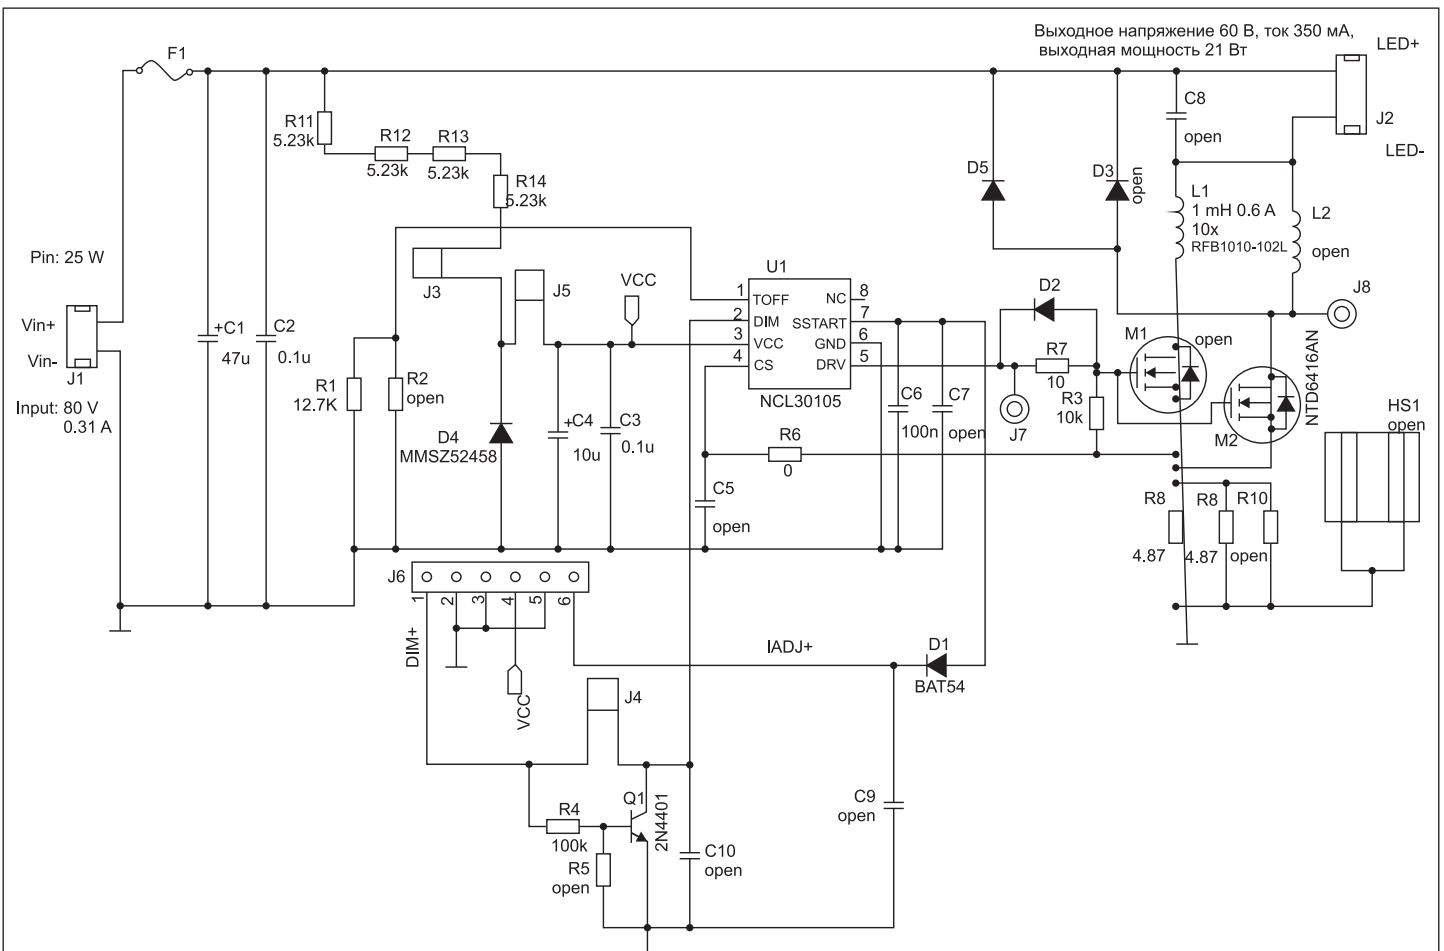 Выходное напряжение 60 В, ток 350 мА,
выходная мощность 21 Вт
F1
LED+
J2
LED-
C8
open
R11
5.23k
R12
5.23k
R13
5.23k
R14
5.23k
D5
D3
open
L1
1 mH 0.6 A
10x
RFB1010-102L
L2
open
Pin: 25 W
Vin+
Vin-
J1
Input: 80 V
0.31 A
+C1
47u
C2
0.1u
J3
J5
VCC
U1
1 TOFF
2 DIM
3 VCC
4 CS
NC 8
SSTART 7
GND 6
DRV 5
NCL30105
D2
R7
10
J7
J8
M1
open
M2
NTD6416AN
HS1
open
R1
12.7K
R2
open
D4
MMSZ52458
+C4
10u
C3
0.1u
C6
100n
C7
open
R3
10k
R6
0
C5
open
R8
4.87
R8
4.87
R10
open
J6
1 2 3 4 5 6
DIM+
VCC
IADJ+
D1
BAT54
J4
R4
100k
Q1
2N4401
R5
open
C10
open
C9
open